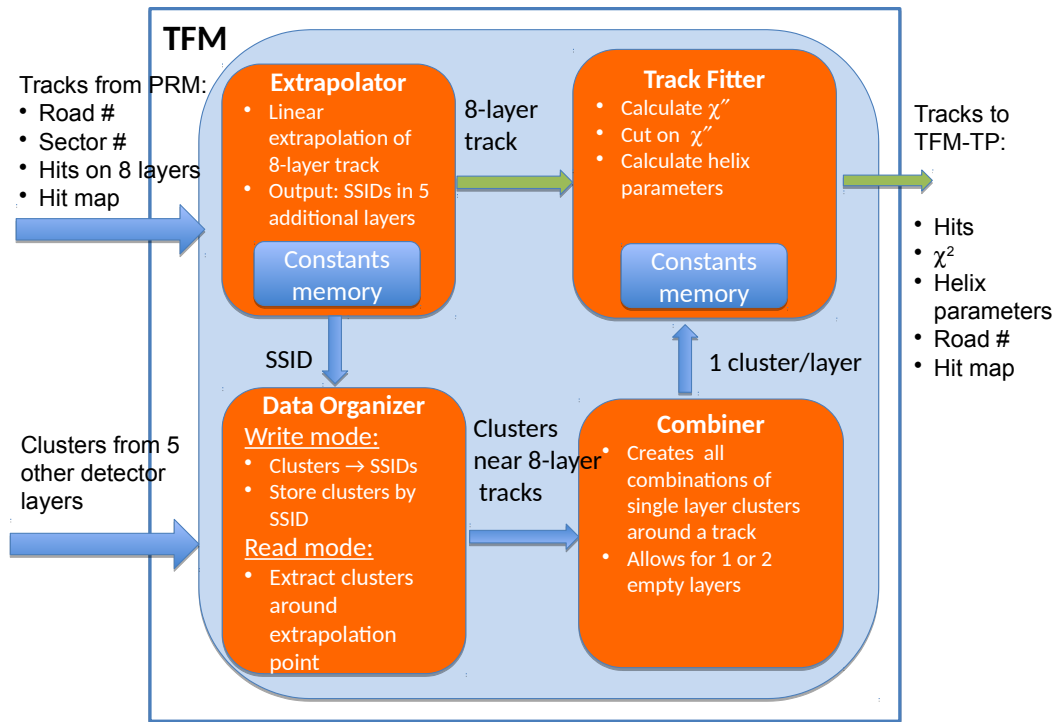 TFM
Tracks from PRM:
• Road #
• Sector #
• Hits on 8 layers
• Hit map
Extrapolator
• Linear
extrapolation of
8-layer track
• Output: SSIDs in 5
additional layers
Constants
memory
8-layer
track
Track Fitter
• Calculate χ″
• Cut on χ″
• Calculate helix
parameters
Constants
memory
Tracks to
TFM-TP:
• Hits
• χ²
• Helix
parameters
• Road #
• Hit map
SSID
1 cluster/layer
Clusters from 5
other detector
layers
Data Organizer
Write mode:
• Clusters → SSIDs
• Store clusters by
SSID
Read mode:
• Extract clusters
around
extrapolation
point
Clusters
near 8-layer
tracks
Combiner
• Creates all
combinations of
single layer clusters
around a track
• Allows for 1 or 2
empty layers